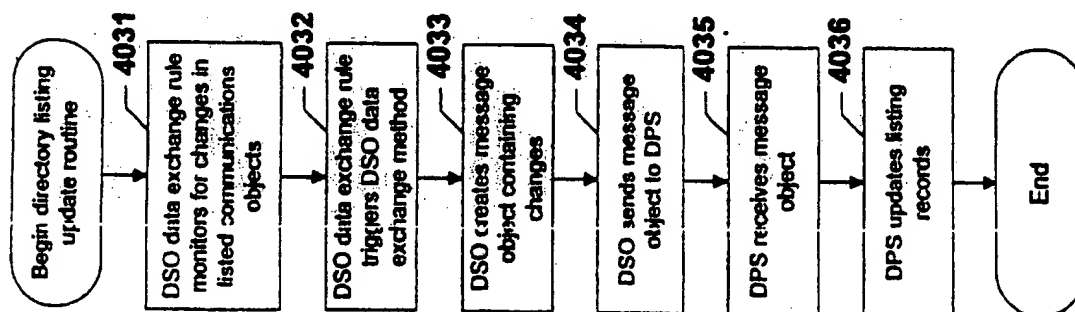 Begin directory listing
update routine
4031
DSO data exchange rule
monitors for changes in
listed communications
objects
4032
DSO data exchange rule
triggers DSO data
exchange method
4033
DSO creates message
object containing
changes
4034
DSO sends message
object to DPS
4035
DPS receives message
object
4036
DPS updates listing
records
End